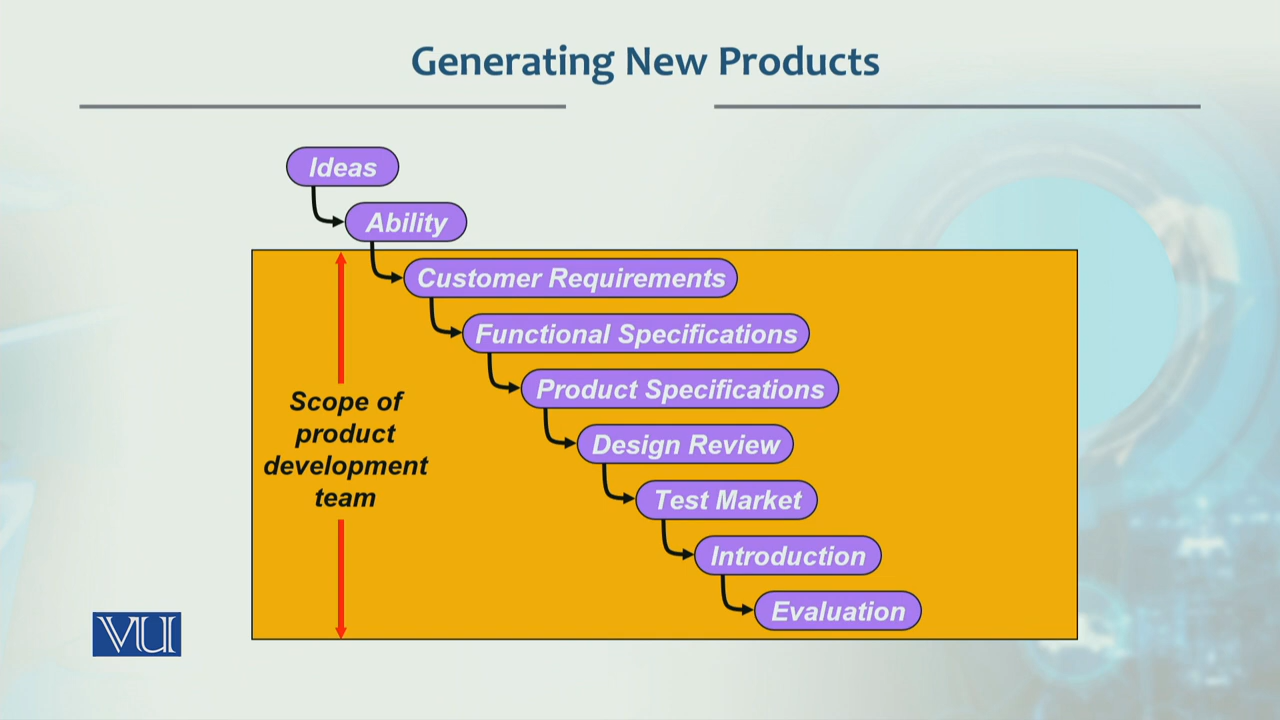 Generating New Products
Ideas
Ability
Customer Requirements
Functional Specifications
Product Specifications
Design Review
Test Market
Introduction
Evaluation
Scope of
product
development
team
VU